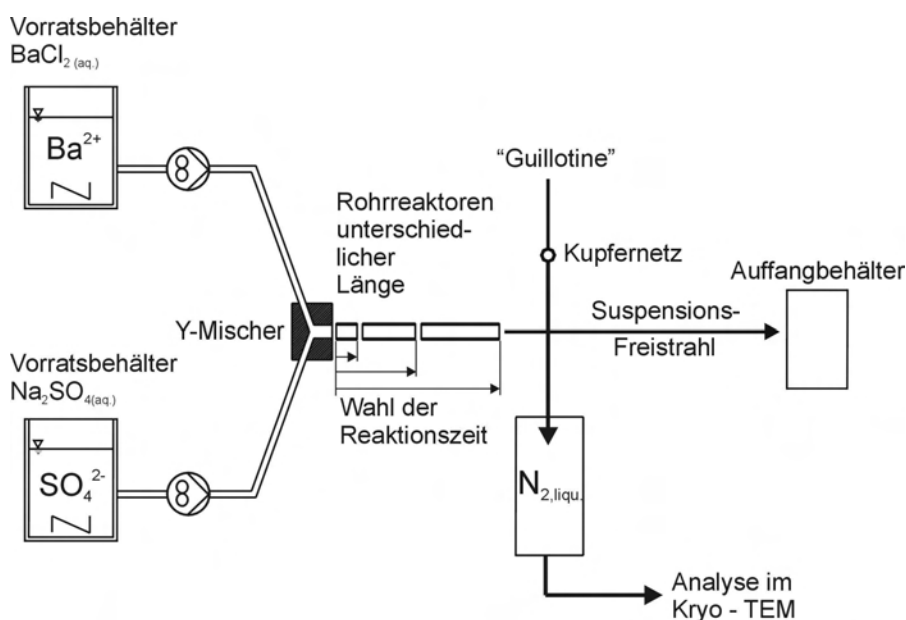 Vorratsbehälter
BaCl₂ (aq.)
Ba²⁺
"Guillotine"
Rohrreaktoren
unterschied-
licher
Länge
Kupfernetz
Auffangbehälter
Y-Mischer
Suspensions-
Freistrahl
Vorratsbehälter
Na₂SO₄(aq.)
Wahl der
Reaktionszeit
SO₄²⁻
N₂,liqu.
Analyse im
Kryo - TEM